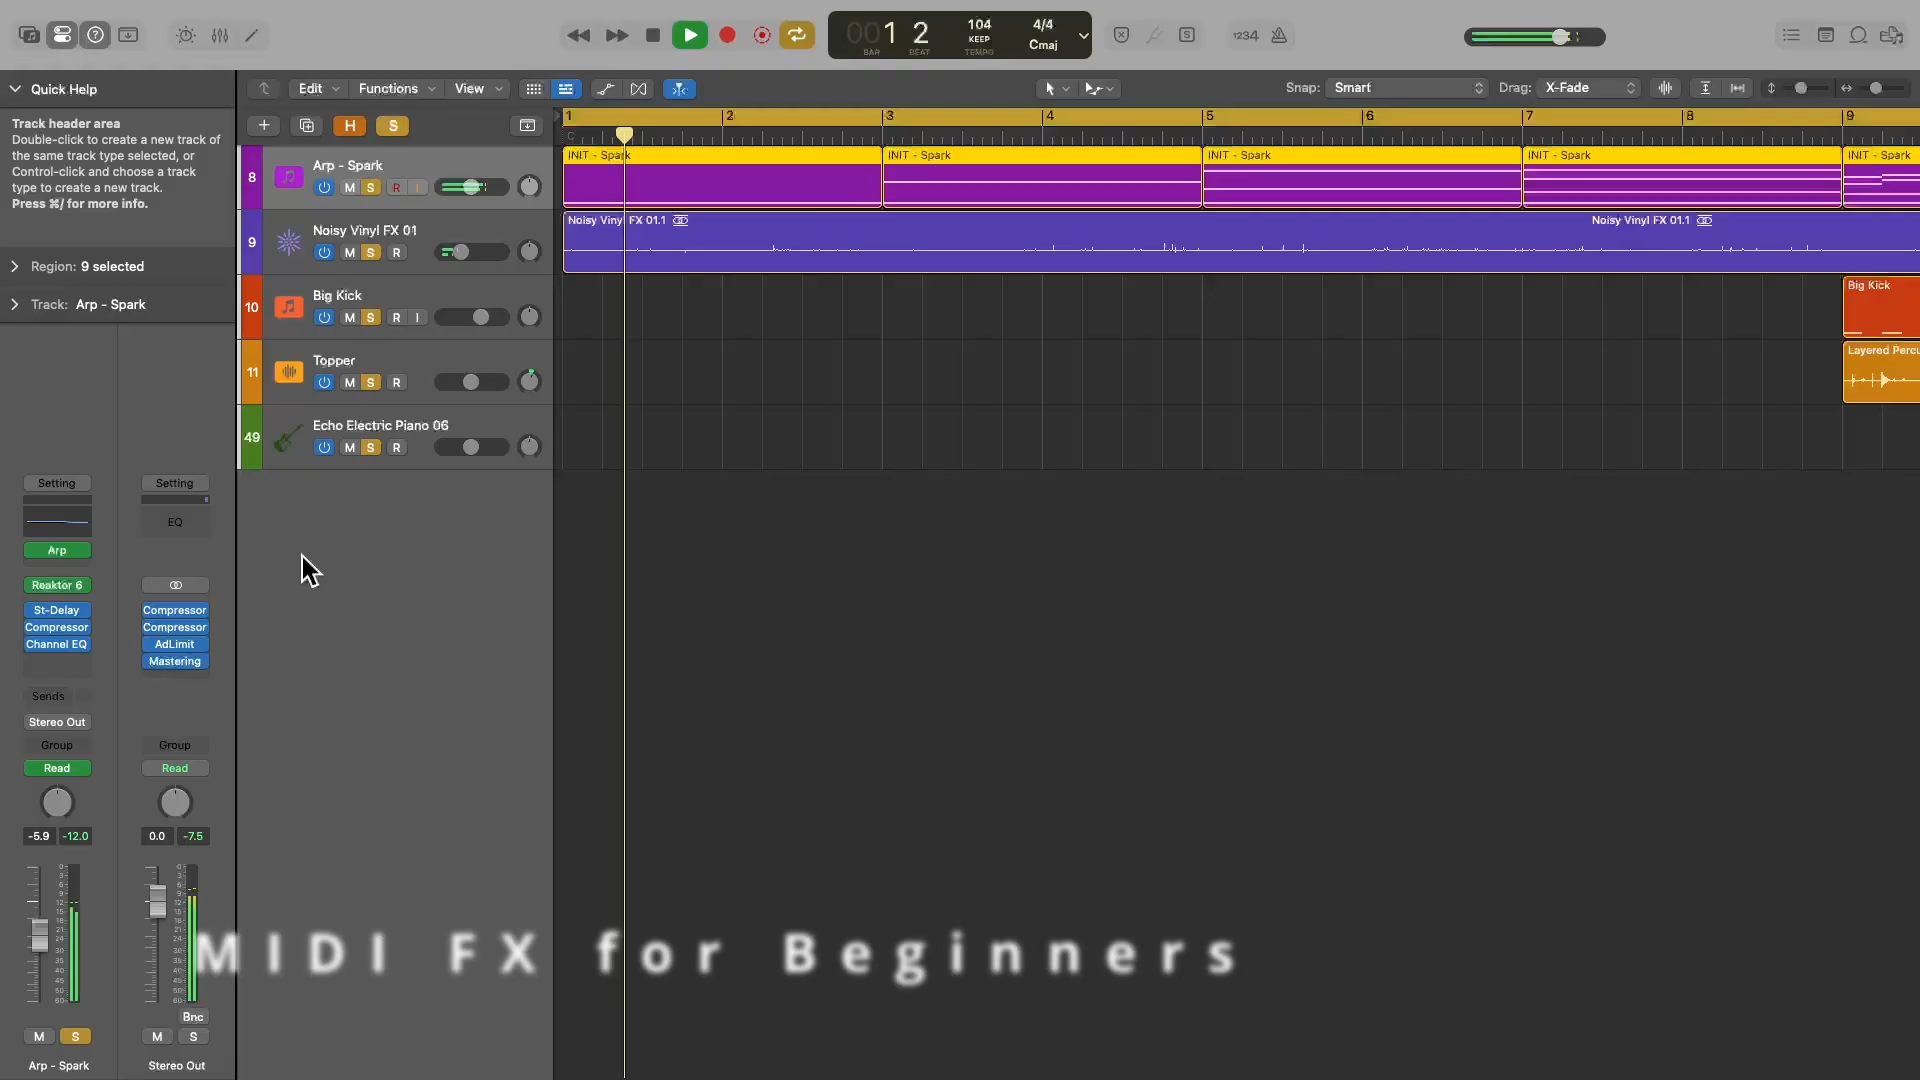 001 2
BAR BEAT
104
KEEP
TEMPO
4/4
Cmaj
1234
Quick Help
Track header area
Double-click to create a new track of
the same track type selected, or
Control-click and choose a track
type to create a new track.
Press ⌘/ for more info.
Region: 9 selected
Track: Arp - Spark
Edit Functions View
Snap: Smart Drag: X-Fade
H S
1 2 3 4 5 6 7 8 9
8 Arp - Spark
M S R I
INIT - Spark INIT - Spark INIT - Spark INIT - Spark INIT - Spark
9 Noisy Vinyl FX 01
M S R
Noisy Vinyl FX 01.1 Noisy Vinyl FX 01.1
10 Big Kick
M S R I
Big Kick
11 Topper
M S R
Layered Percu
49 Echo Electric Piano 06
M S R
Setting Setting
EQ
Arp
Reaktor 6
St-Delay Compressor
Compressor Compressor
Channel EQ AdLimit
Mastering
Sends
Stereo Out
Group Group
Read Read
-5.9 -12.0 0.0 -7.5
MIDI FX for Beginners
Bnc
M S M S
Arp - Spark Stereo Out